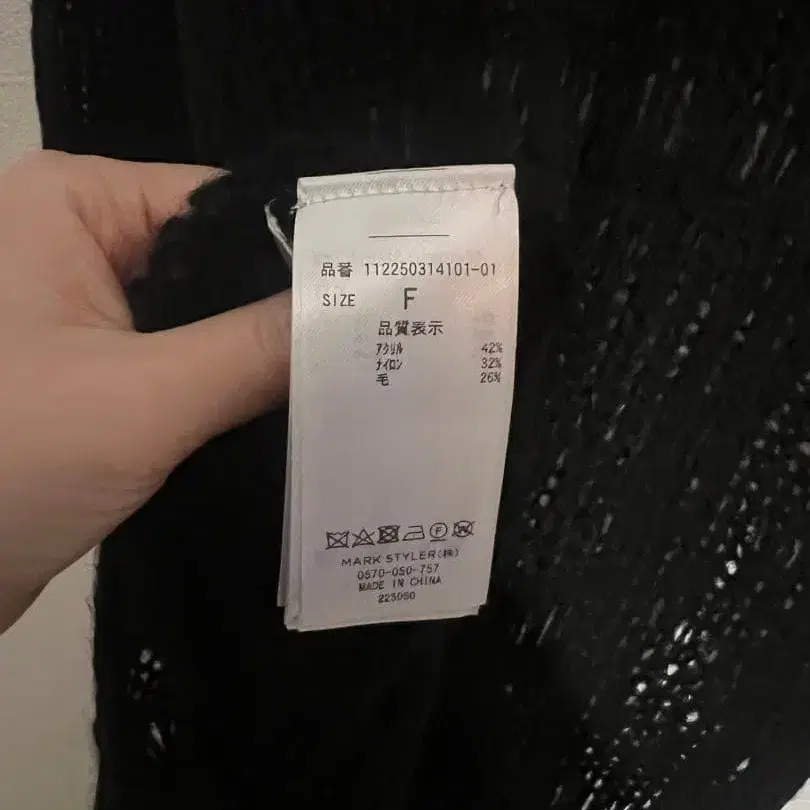 品番 112250314101-01
SIZE F
品質表示
アクリル 42%
ナイロン 32%
毛 26%
F W
MARK STYLER(株)
0570-050-757
MADE IN CHINA
225060